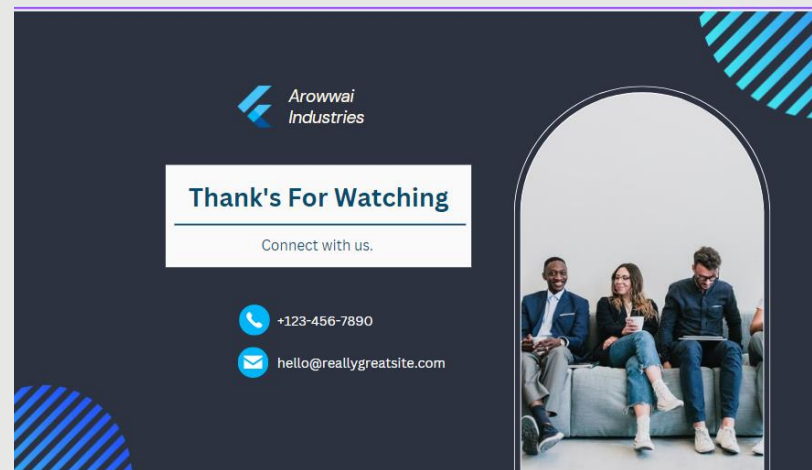 Arowwai
Industries
Thank's For Watching
Connect with us.
+123-456-7890
hello@reallygreatsite.com